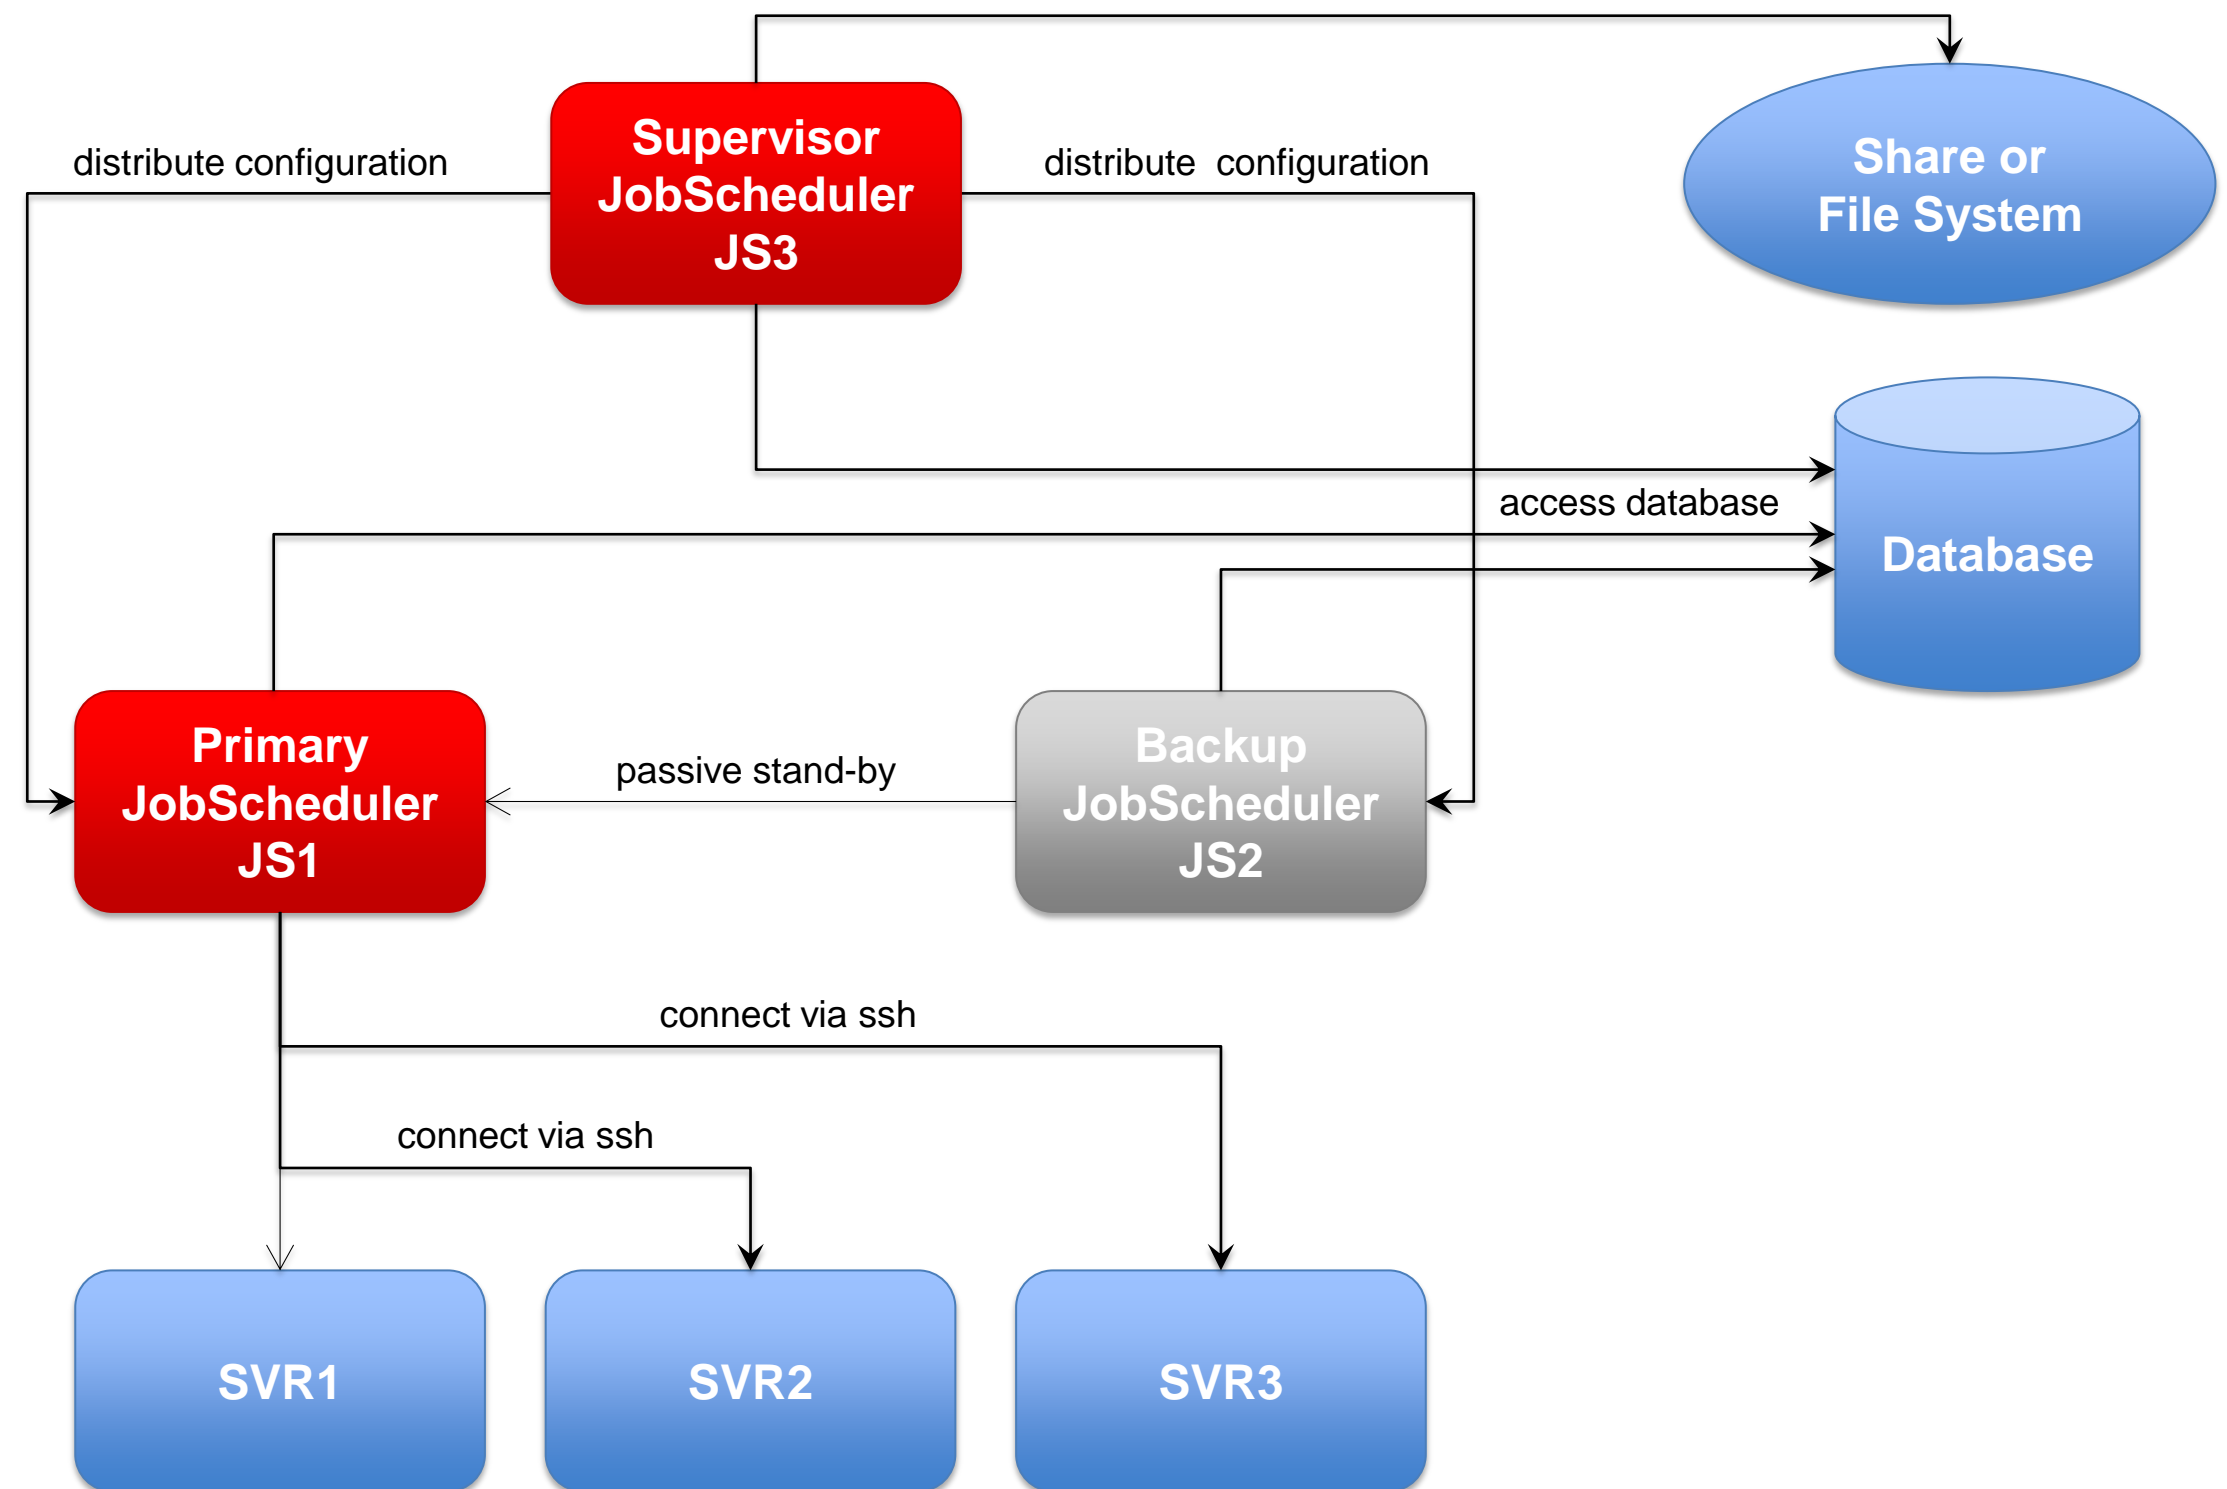 distribute configuration
Supervisor
JobScheduler
JS3
distribute  configuration
Share or
File System
access database
Database
Primary
JobScheduler
JS1
passive stand-by
Backup
JobScheduler
JS2
connect via ssh
connect via ssh
SVR1
SVR2
SVR3